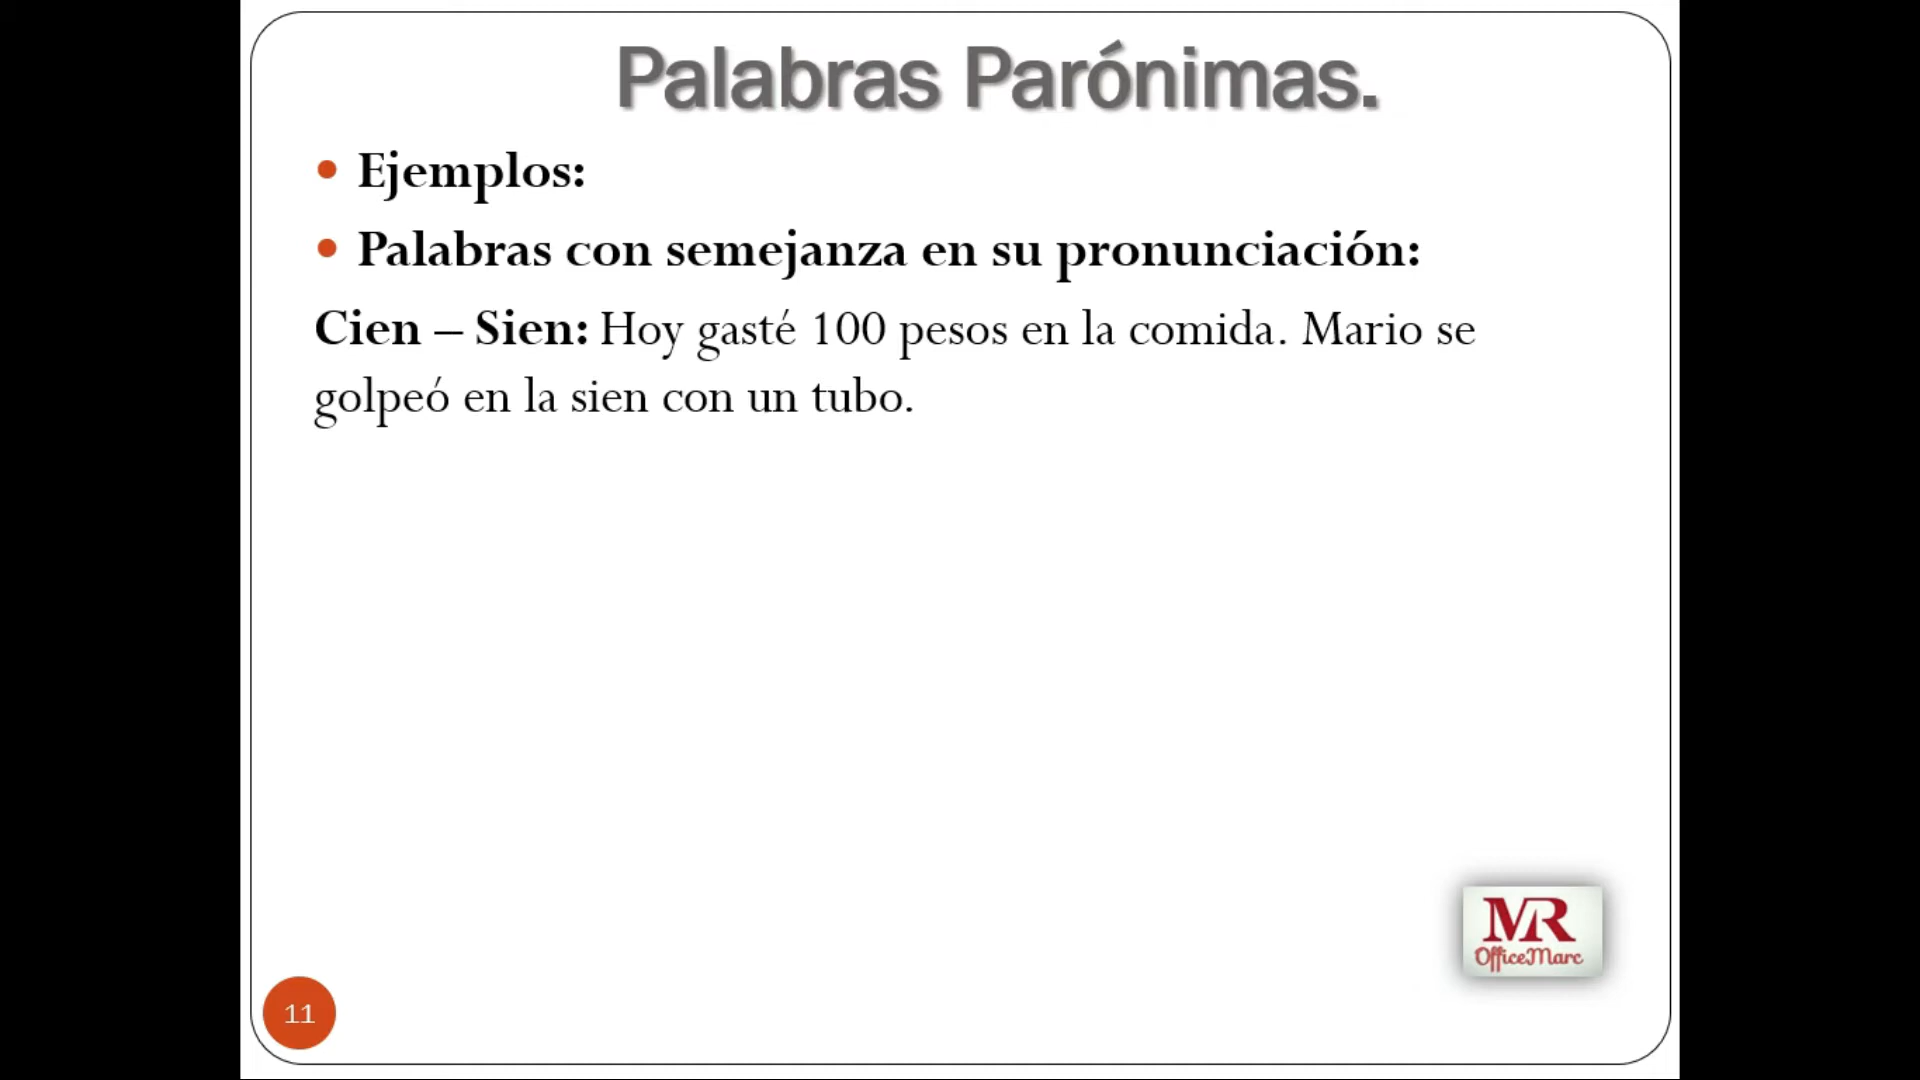 Palabras Parónimas.
• Ejemplos:
• Palabras con semejanza en su pronunciación:
Cien – Sien: Hoy gasté 100 pesos en la comida. Mario se
golpeó en la sien con un tubo.
MR
OfficeMarc
11